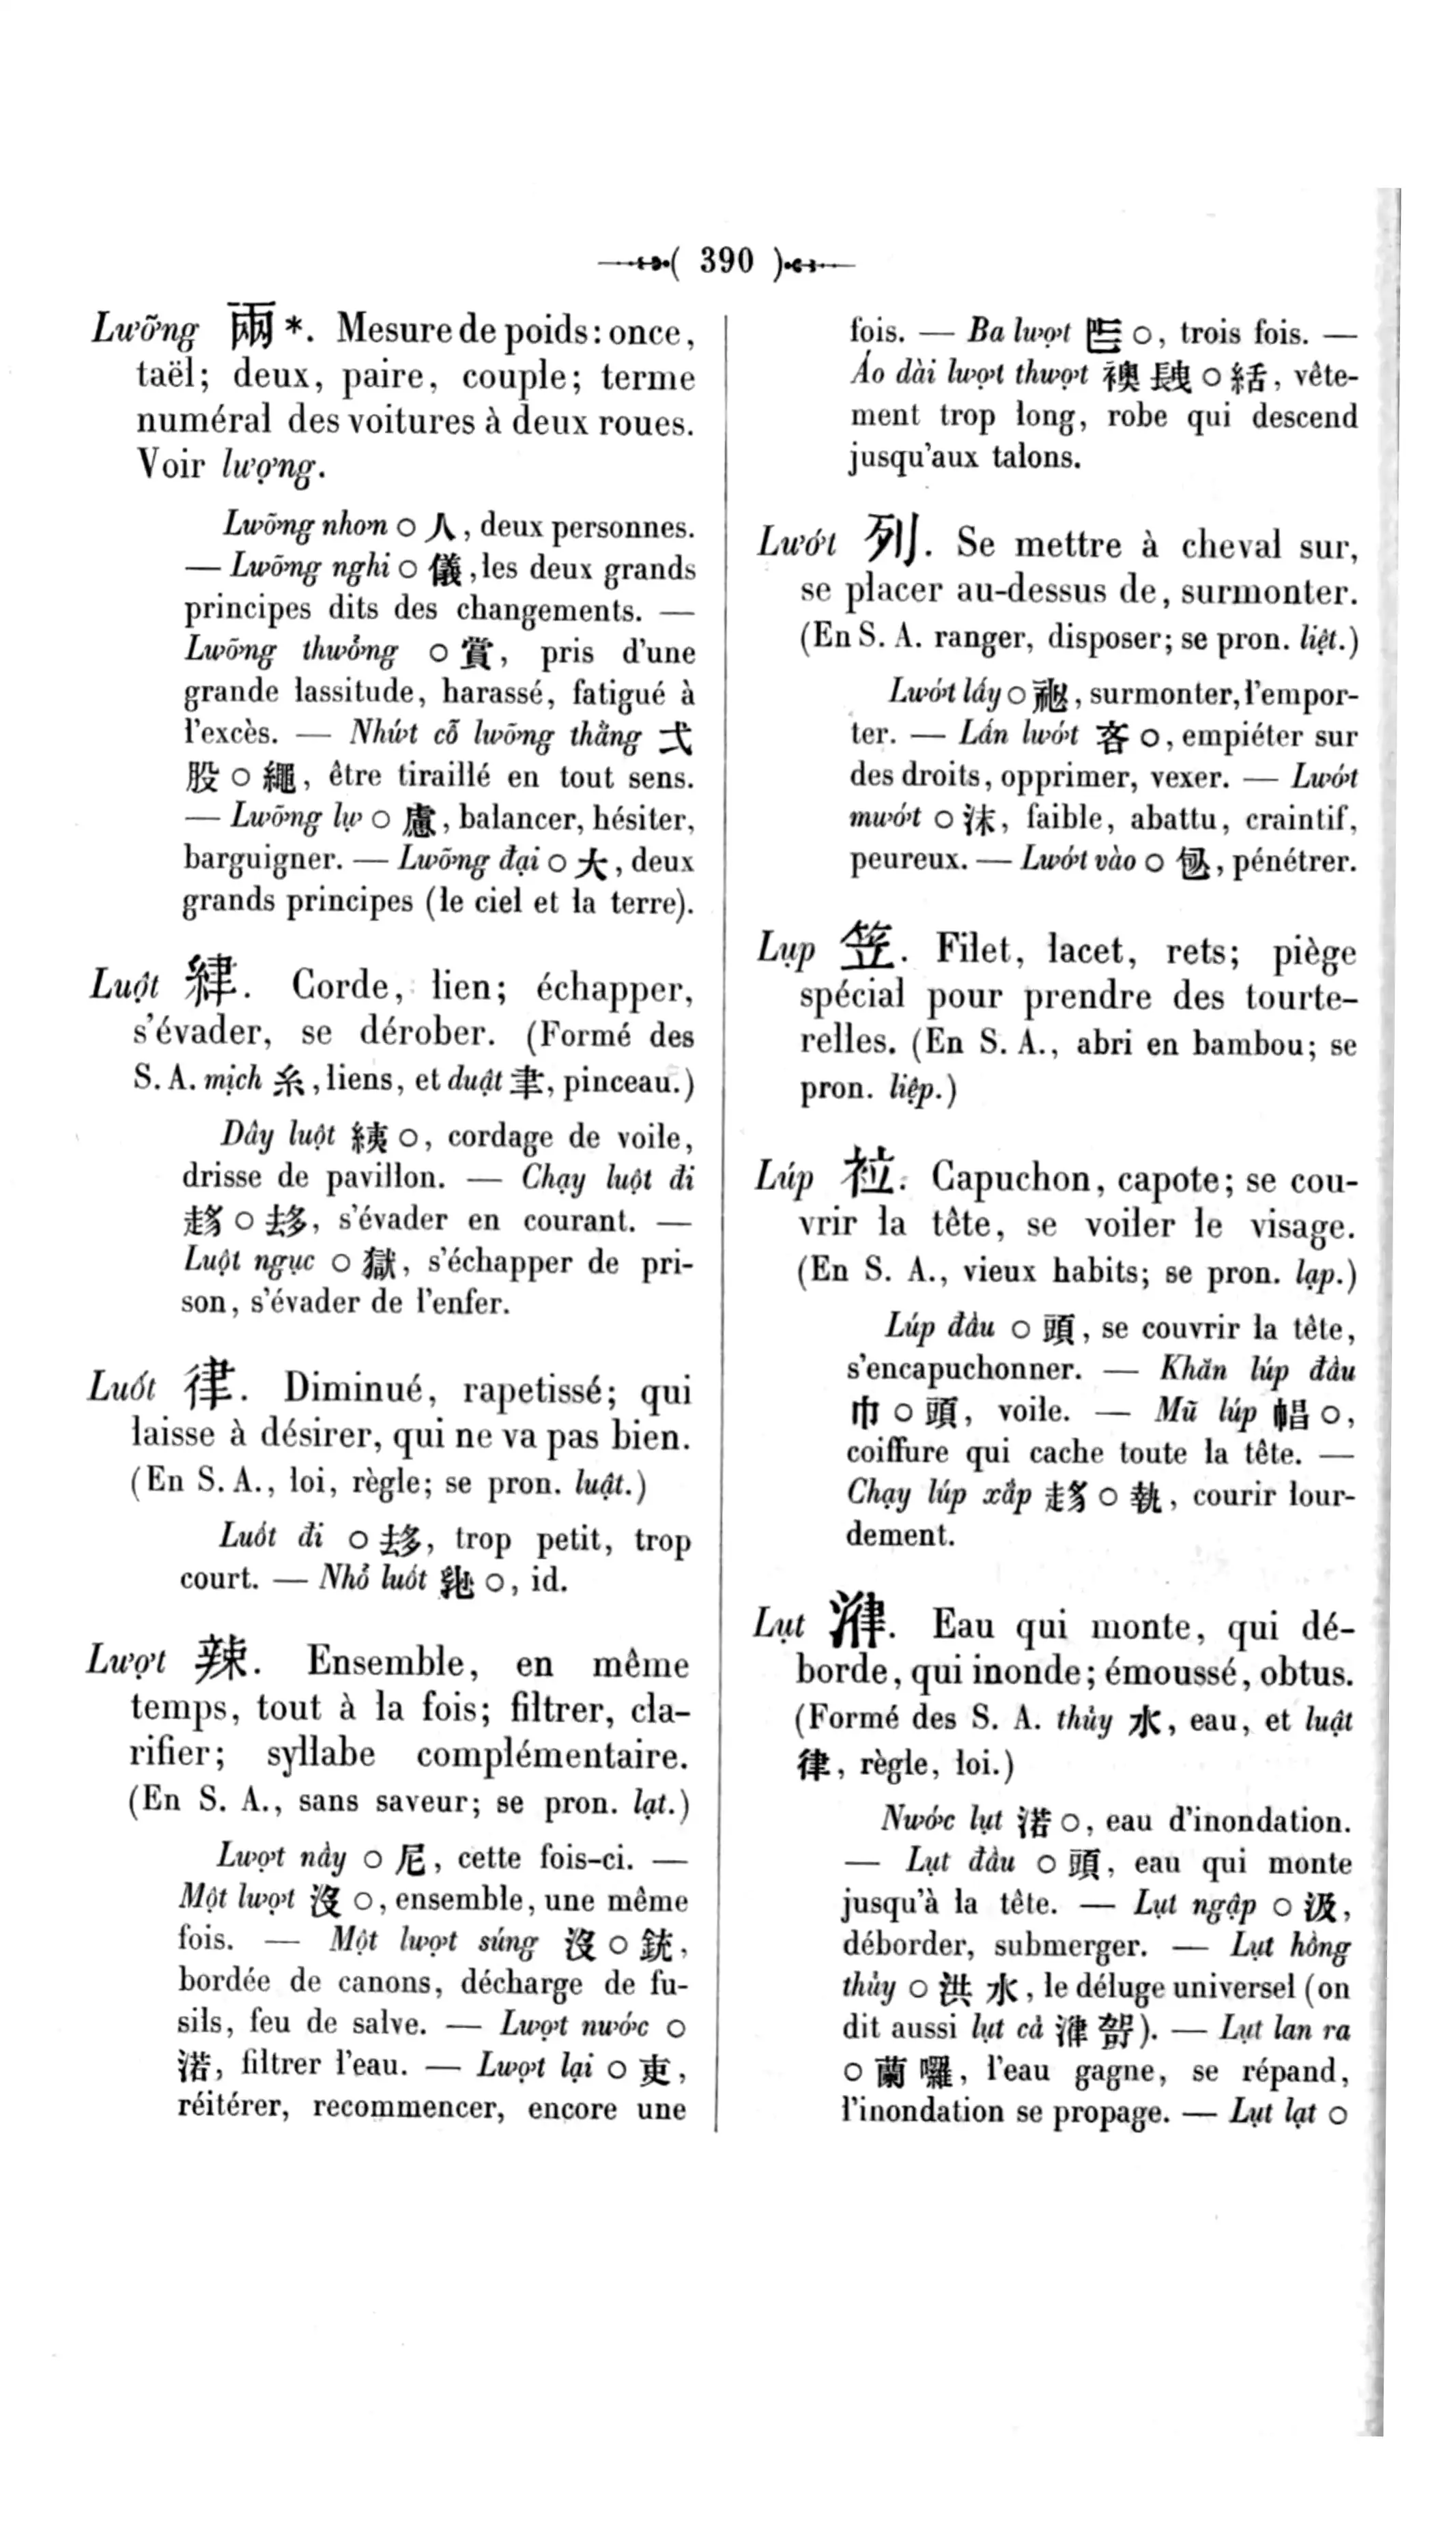 ( 390 )
Lưỡng 兩 *. Mesure de poids: once,
taël; deux, paire, couple; terme
numéral des voitures à deux roues.
Voir lượng.
Lưỡng nhơn ○ 人, deux personnes.
— Lưỡng nghi ○ 儀, les deux grands
principes dits des changements. —
Lưỡng thưởng ○ 賞, pris d'une
grande lassitude, harassé, fatigué à
l'excès. — Nhứt cỗ lưỡng thằng 弌
股 ○ 繩, être tiraillé en tout sens.
— Lưỡng lự ○ 慮, balancer, hésiter,
barguigner. — Lưỡng đại ○ 大, deux
grands principes (le ciel et la terre).
Luột 繂. Corde, lien; échapper,
s'évader, se dérober. (Formé des
S. A. mịch 糸, liens, et duật 聿, pinceau.)
Dây luột ○, cordage de voile,
drisse de pavillon. — Chạy luột đi
○, s'évader en courant. —
Luột ngục ○ 獄, s'échapper de pri-
son, s'évader de l'enfer.
Luốt 律. Diminué, rapetissé; qui
laisse à désirer, qui ne va pas bien.
(En S. A., loi, règle; se pron. luật.)
Luốt đi ○, trop petit, trop
court. — Nhỏ luốt ○, id.
Lượt 辣. Ensemble, en même
temps, tout à la fois; filtrer, cla-
rifier; syllabe complémentaire.
(En S. A., sans saveur; se pron. lạt.)
Lượt nầy ○ 尼, cette fois-ci. —
Một lượt 沒 ○, ensemble, une même
fois. — Một lượt súng 沒 ○ 銃,
bordée de canons, décharge de fu-
sils, feu de salve. — Lượt nước ○
渃, filtrer l'eau. — Lượt lại ○ 吏,
réitérer, recommencer, encore une
fois. — Ba lượt ○, trois fois. —
Áo dài lượt thượt 襖 ○, vête-
ment trop long, robe qui descend
jusqu'aux talons.
Lướt 列. Se mettre à cheval sur,
se placer au-dessus de, surmonter.
(En S. A. ranger, disposer; se pron. liệt.)
Lướt lấy ○, surmonter, l'empor-
ter. — Lấn lướt 吝 ○, empiéter sur
des droits, opprimer, vexer. — Lướt
mướt ○ 沫, faible, abattu, craintif,
peureux. — Lướt vào ○, pénétrer.
Lụp 笠. Filet, lacet, rets; piège
spécial pour prendre des tourte-
relles. (En S. A., abri en bambou; se
pron. liệp.)
Lúp 拉. Capuchon, capote; se cou-
vrir la tête, se voiler le visage.
(En S. A., vieux habits; se pron. lạp.)
Lúp đầu ○ 頭, se couvrir la tête,
s'encapuchonner. — Khăn lúp đầu
巾 ○ 頭, voile. — Mũ lúp ○,
coiffure qui cache toute la tête. —
Chạy lúp xấp ○ 執, courir lour-
dement.
Lụt 溄. Eau qui monte, qui dé-
borde, qui inonde; émoussé, obtus.
(Formé des S. A. thủy 水, eau, et luật
律, règle, loi.)
Nước lụt 渃 ○, eau d'inondation.
— Lụt đầu ○ 頭, eau qui monte
jusqu'à la tête. — Lụt ngập ○ 汲,
déborder, submerger. — Lụt hồng
thủy ○ 洪 水, le déluge universel (on
dit aussi lụt cả). — Lụt lan ra
○ 蘭 囉, l'eau gagne, se répand,
l'inondation se propage. — Lụt lạt ○